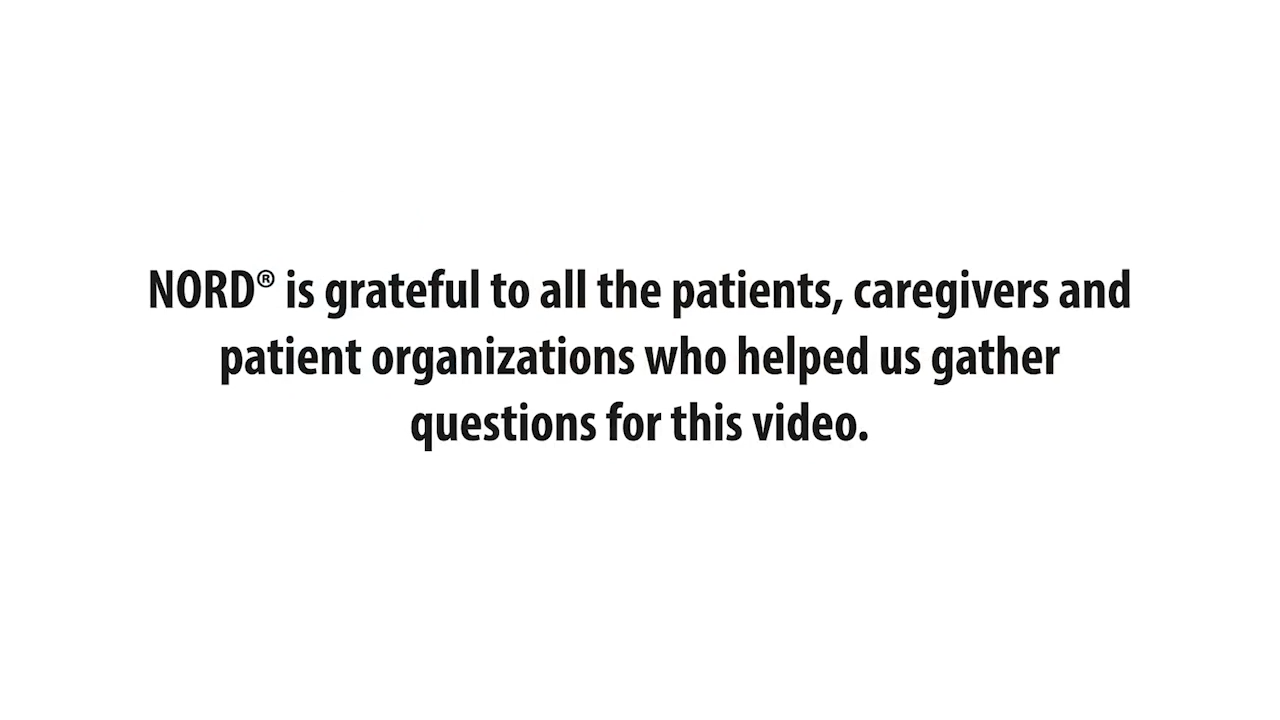 NORD® is grateful to all the patients, caregivers and
patient organizations who helped us gather
questions for this video.